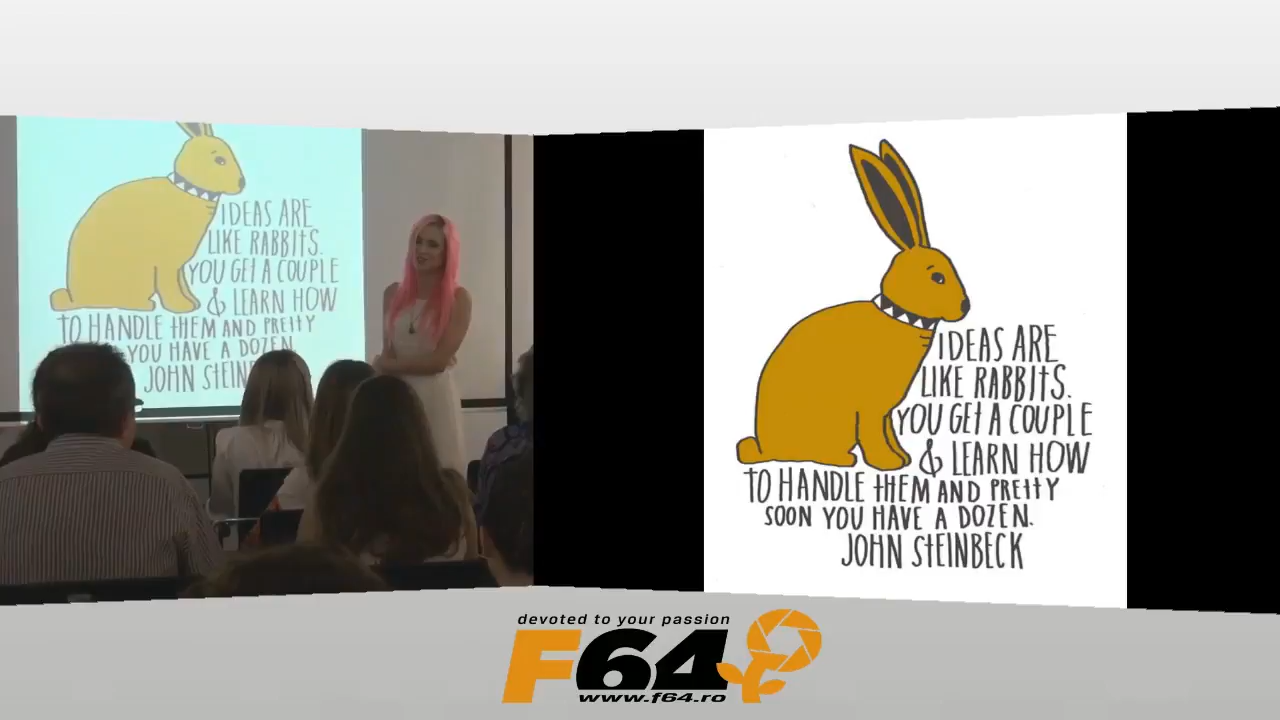 IDEAS ARE
LIKE RABBITS.
YOU GET A COUPLE
& LEARN HOW
TO HANDLE THEM AND PRETTY
YOU HAVE A DOZEN.
JOHN STEINB
IDEAS ARE
LIKE RABBITS.
YOU GET A COUPLE
& LEARN HOW
TO HANDLE THEM AND PRETTY
SOON YOU HAVE A DOZEN.
JOHN STEINBECK
devoted to your passion
F64
www.f64.ro